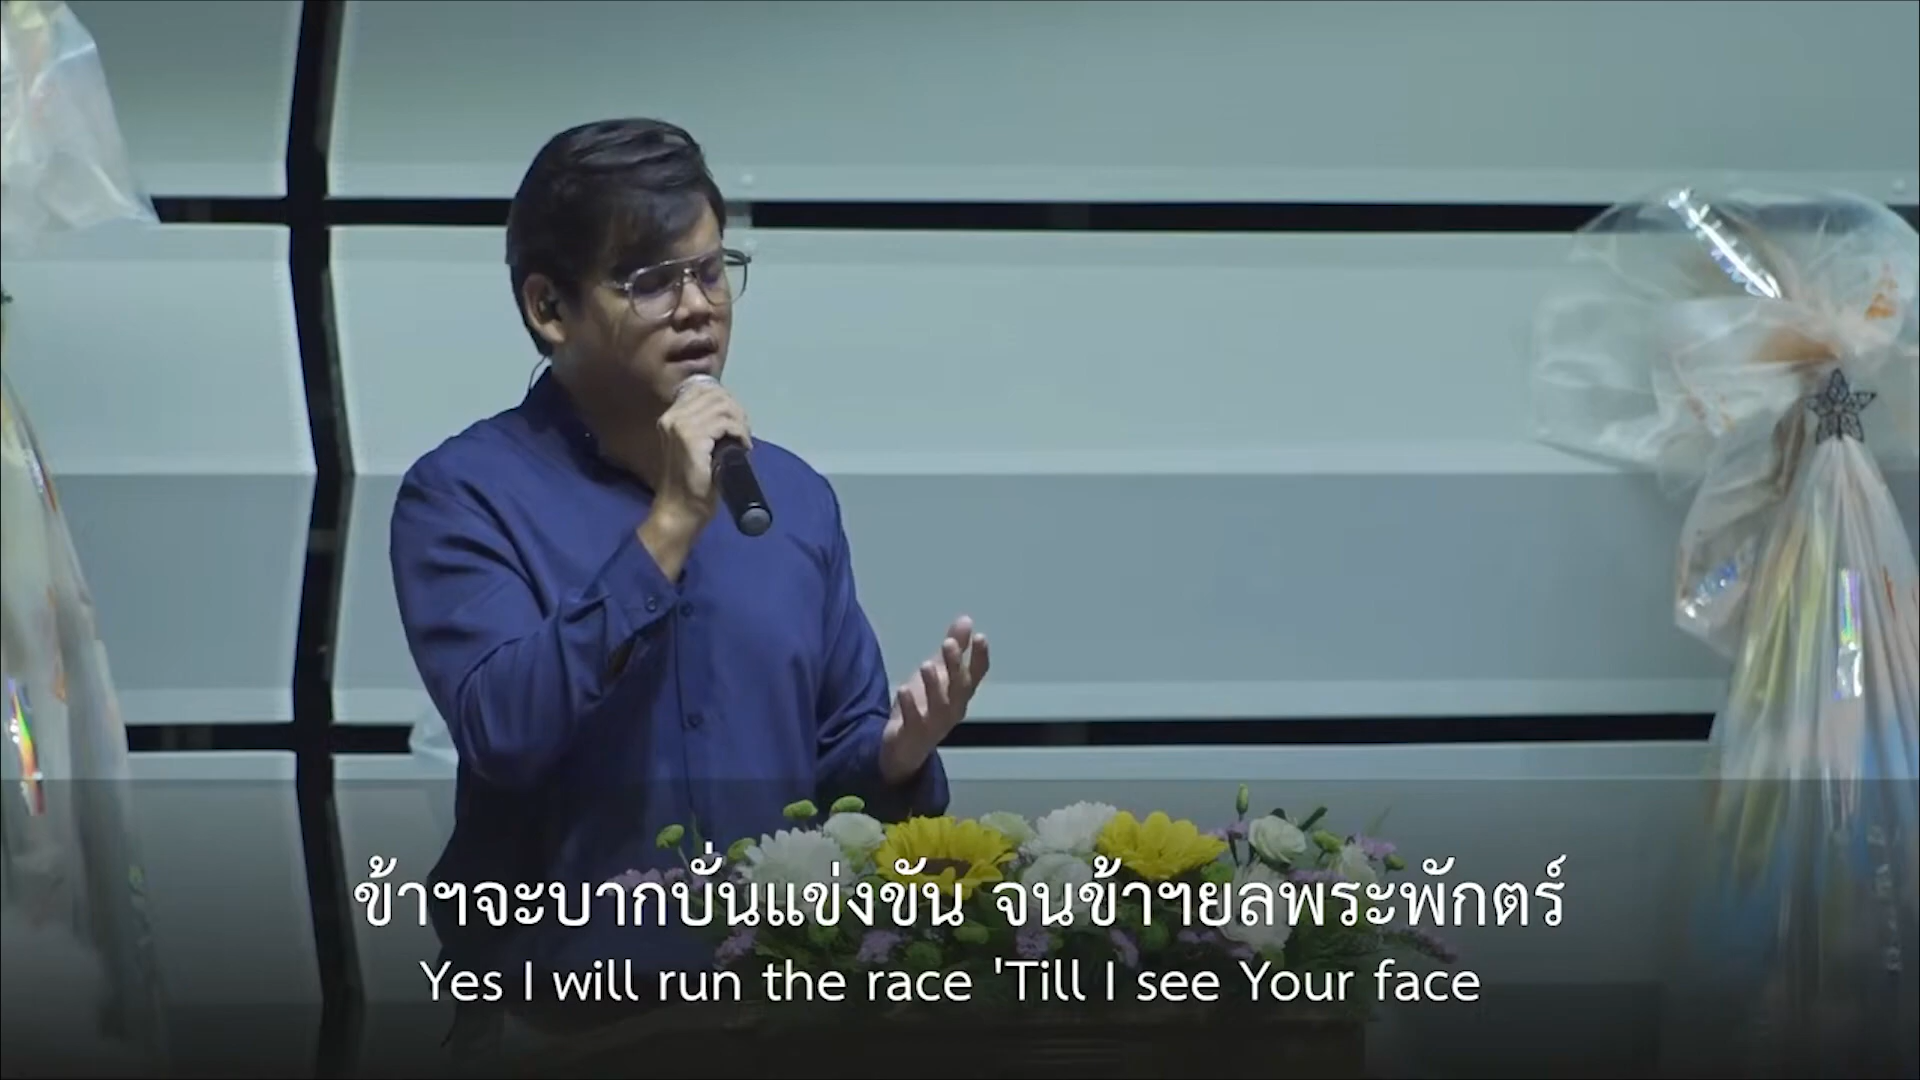 ข้าฯจะบากบั่นแข่งขัน จนข้าฯยลพระพักตร์
Yes I will run the race 'Till I see Your face